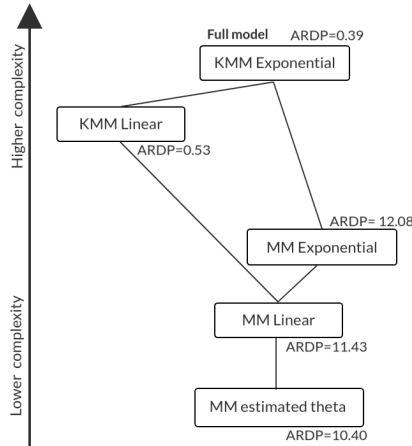 Full model ARDP=0.39
KMM Exponential
KMM Linear
ARDP=0.53
ARDP= 12.08
MM Exponential
MM Linear
ARDP=11.43
MM estimated theta
ARDP=10.40
Higher complexity
Lower complexity